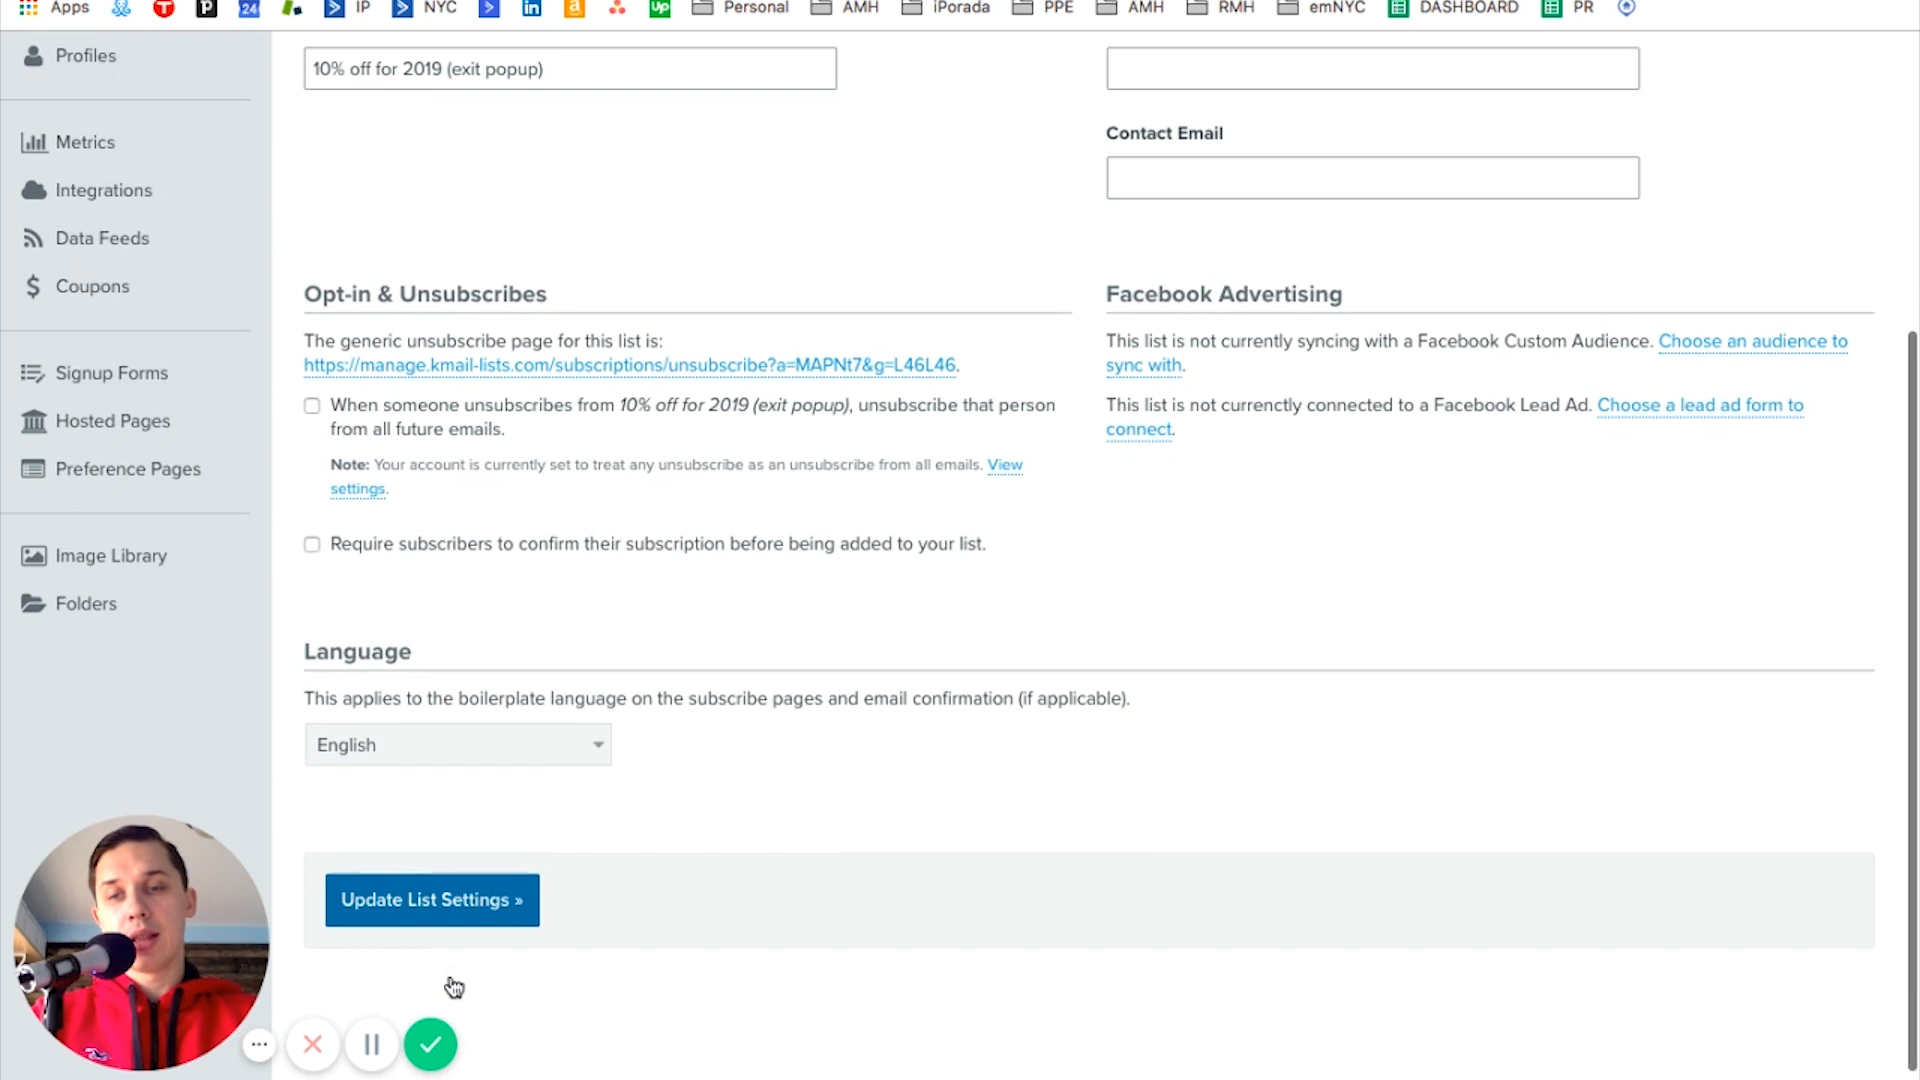 Apps IP NYC Personal AMH iPorada PPE AMH RMH emNYC DASHBOARD PR
Profiles
10% off for 2019 (exit popup)
Contact Email
Metrics
Integrations
Data Feeds
Coupons
Signup Forms
Hosted Pages
Preference Pages
Image Library
Folders
Opt-in & Unsubscribes
The generic unsubscribe page for this list is:
https://manage.kmail-lists.com/subscriptions/unsubscribe?a=MAPNt7&g=L46L46.
When someone unsubscribes from 10% off for 2019 (exit popup), unsubscribe that person
from all future emails.
Note: Your account is currently set to treat any unsubscribe as an unsubscribe from all emails. View
settings.
Require subscribers to confirm their subscription before being added to your list.
Facebook Advertising
This list is not currently syncing with a Facebook Custom Audience. Choose an audience to
sync with.
This list is not currenctly connected to a Facebook Lead Ad. Choose a lead ad form to
connect.
Language
This applies to the boilerplate language on the subscribe pages and email confirmation (if applicable).
English
Update List Settings »